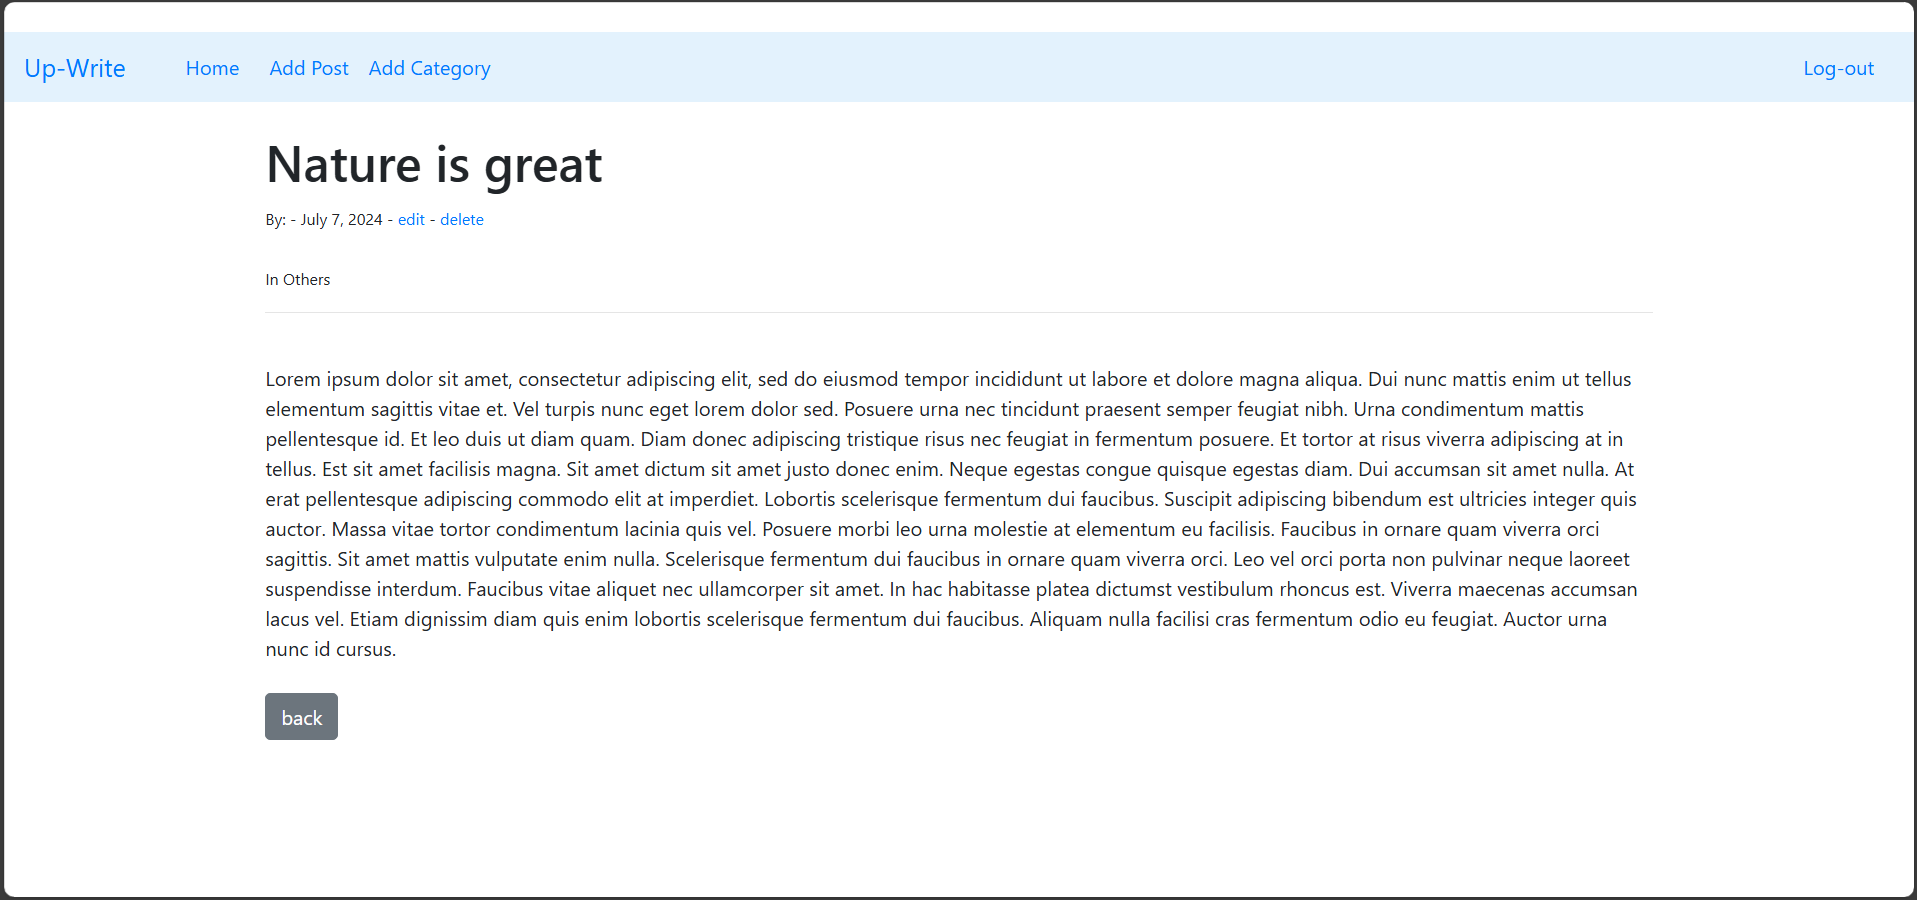 Up-Write Home Add Post Add Category Log-out
Nature is great
By: - July 7, 2024 - edit - delete
In Others
Lorem ipsum dolor sit amet, consectetur adipiscing elit, sed do eiusmod tempor incididunt ut labore et dolore magna aliqua. Dui nunc mattis enim ut tellus
elementum sagittis vitae et. Vel turpis nunc eget lorem dolor sed. Posuere urna nec tincidunt praesent semper feugiat nibh. Urna condimentum mattis
pellentesque id. Et leo duis ut diam quam. Diam donec adipiscing tristique risus nec feugiat in fermentum posuere. Et tortor at risus viverra adipiscing at in
tellus. Est sit amet facilisis magna. Sit amet dictum sit amet justo donec enim. Neque egestas congue quisque egestas diam. Dui accumsan sit amet nulla. At
erat pellentesque adipiscing commodo elit at imperdiet. Lobortis scelerisque fermentum dui faucibus. Suscipit adipiscing bibendum est ultricies integer quis
auctor. Massa vitae tortor condimentum lacinia quis vel. Posuere morbi leo urna molestie at elementum eu facilisis. Faucibus in ornare quam viverra orci
sagittis. Sit amet mattis vulputate enim nulla. Scelerisque fermentum dui faucibus in ornare quam viverra orci. Leo vel orci porta non pulvinar neque laoreet
suspendisse interdum. Faucibus vitae aliquet nec ullamcorper sit amet. In hac habitasse platea dictumst vestibulum rhoncus est. Viverra maecenas accumsan
lacus vel. Etiam dignissim diam quis enim lobortis scelerisque fermentum dui faucibus. Aliquam nulla facilisi cras fermentum odio eu feugiat. Auctor urna
nunc id cursus.
back